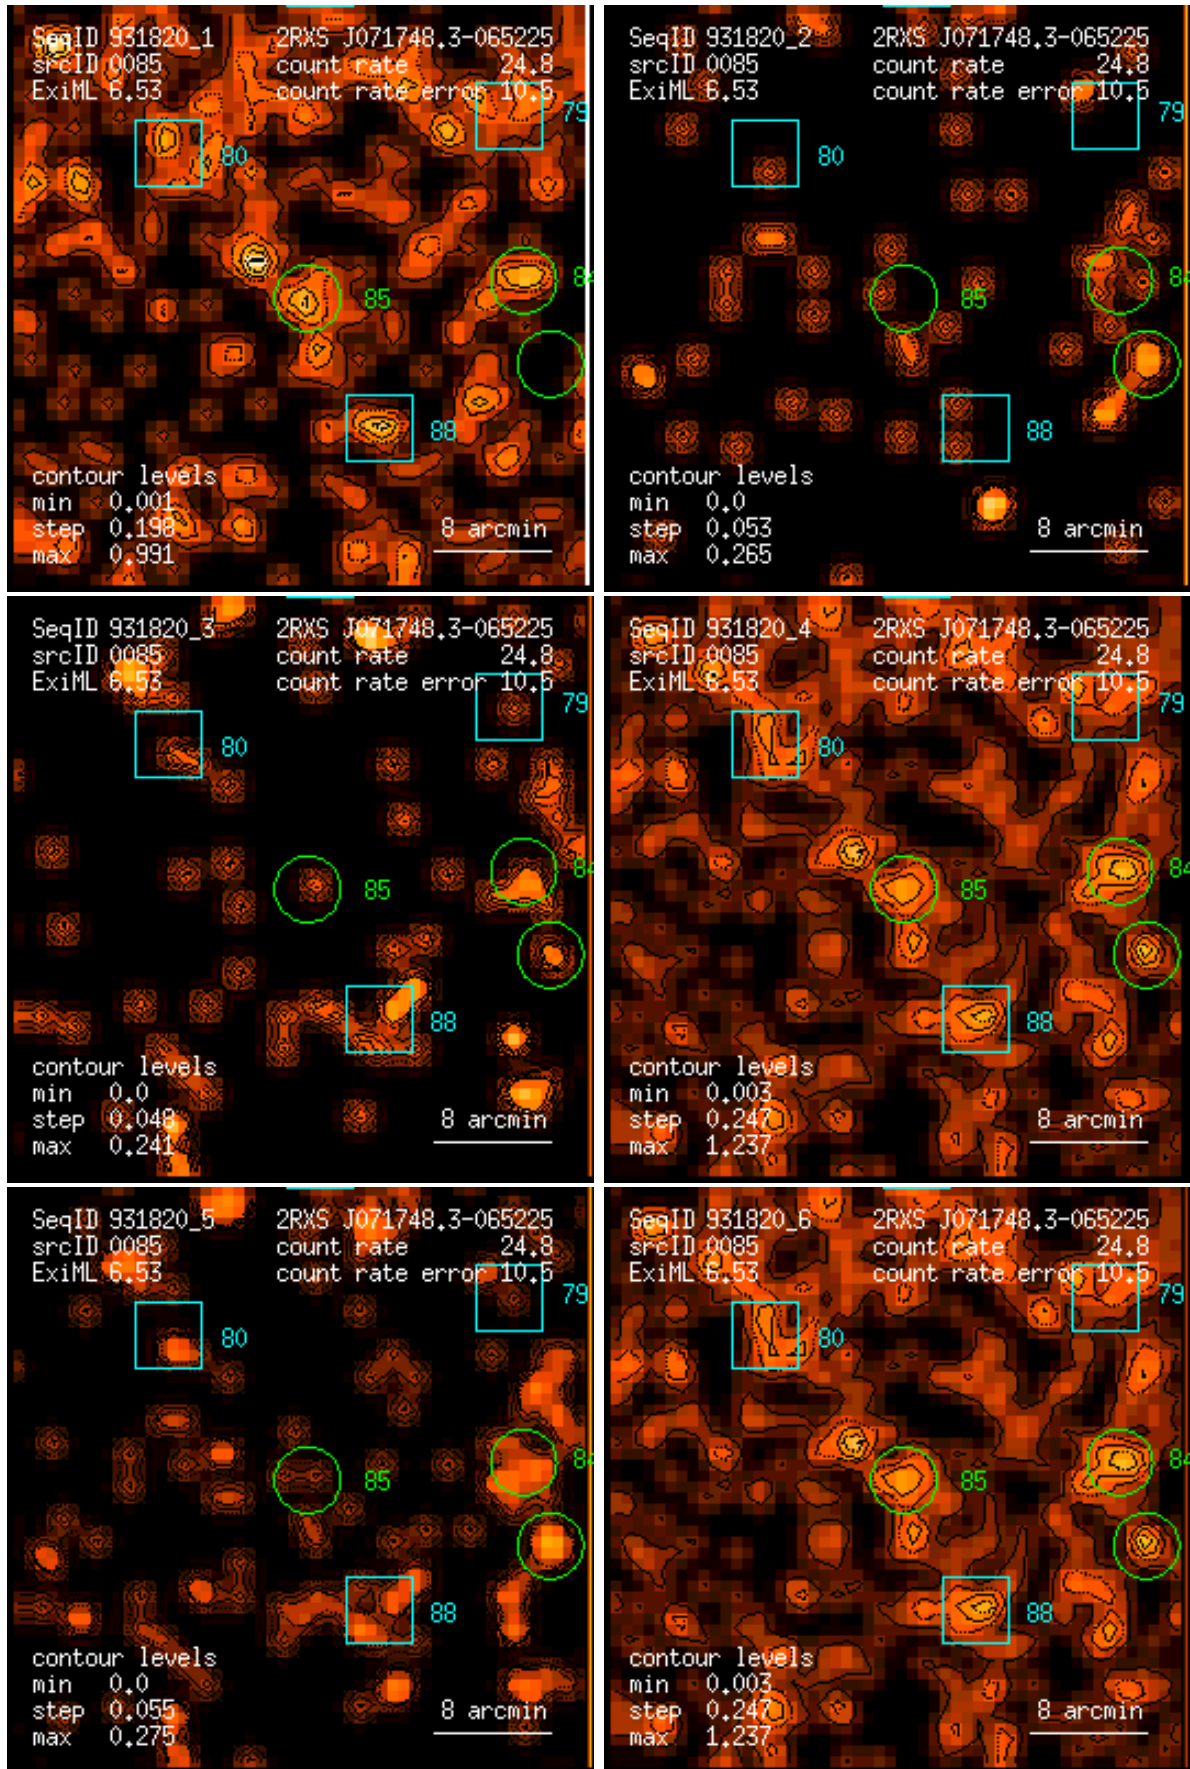 SeqID 931820_1 2RXS J071748.3-065225
srcID 0085 count rate 24.8
ExiML 6.53 count rate error 10.5
79
80
84
85
88
contour levels
min 0.001
step 0.198 8 arcmin
max 0.991
SeqID 931820_2 2RXS J071748.3-065225
srcID 0085 count rate 24.8
ExiML 6.53 count rate error 10.5
79
80
84
85
88
contour levels
min 0.0
step 0.053 8 arcmin
max 0.265
SeqID 931820_3 2RXS J071748.3-065225
srcID 0085 count rate 24.8
ExiML 6.53 count rate error 10.5
79
80
84
85
88
contour levels
min 0.0
step 0.048 8 arcmin
max 0.241
SeqID 931820_4 2RXS J071748.3-065225
srcID 0085 count rate 24.8
ExiML 6.53 count rate error 10.5
79
80
84
85
88
contour levels
min 0.003
step 0.247 8 arcmin
max 1.237
SeqID 931820_5 2RXS J071748.3-065225
srcID 0085 count rate 24.8
ExiML 6.53 count rate error 10.5
79
80
84
85
88
contour levels
min 0.0
step 0.055 8 arcmin
max 0.275
SeqID 931820_6 2RXS J071748.3-065225
srcID 0085 count rate 24.8
ExiML 6.53 count rate error 10.5
79
80
84
85
88
contour levels
min 0.003
step 0.247 8 arcmin
max 1.237